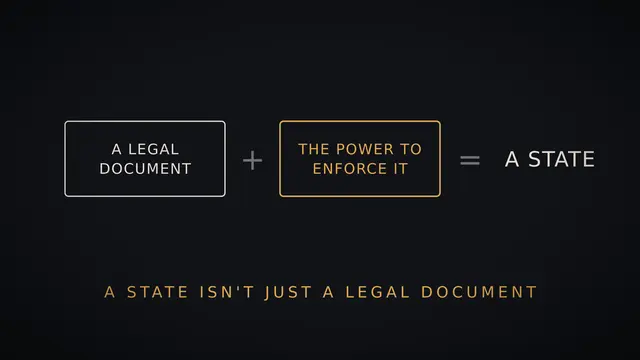 A LEGAL
DOCUMENT
+
THE POWER TO
ENFORCE IT
=
A STATE
A STATE ISN'T JUST A LEGAL DOCUMENT